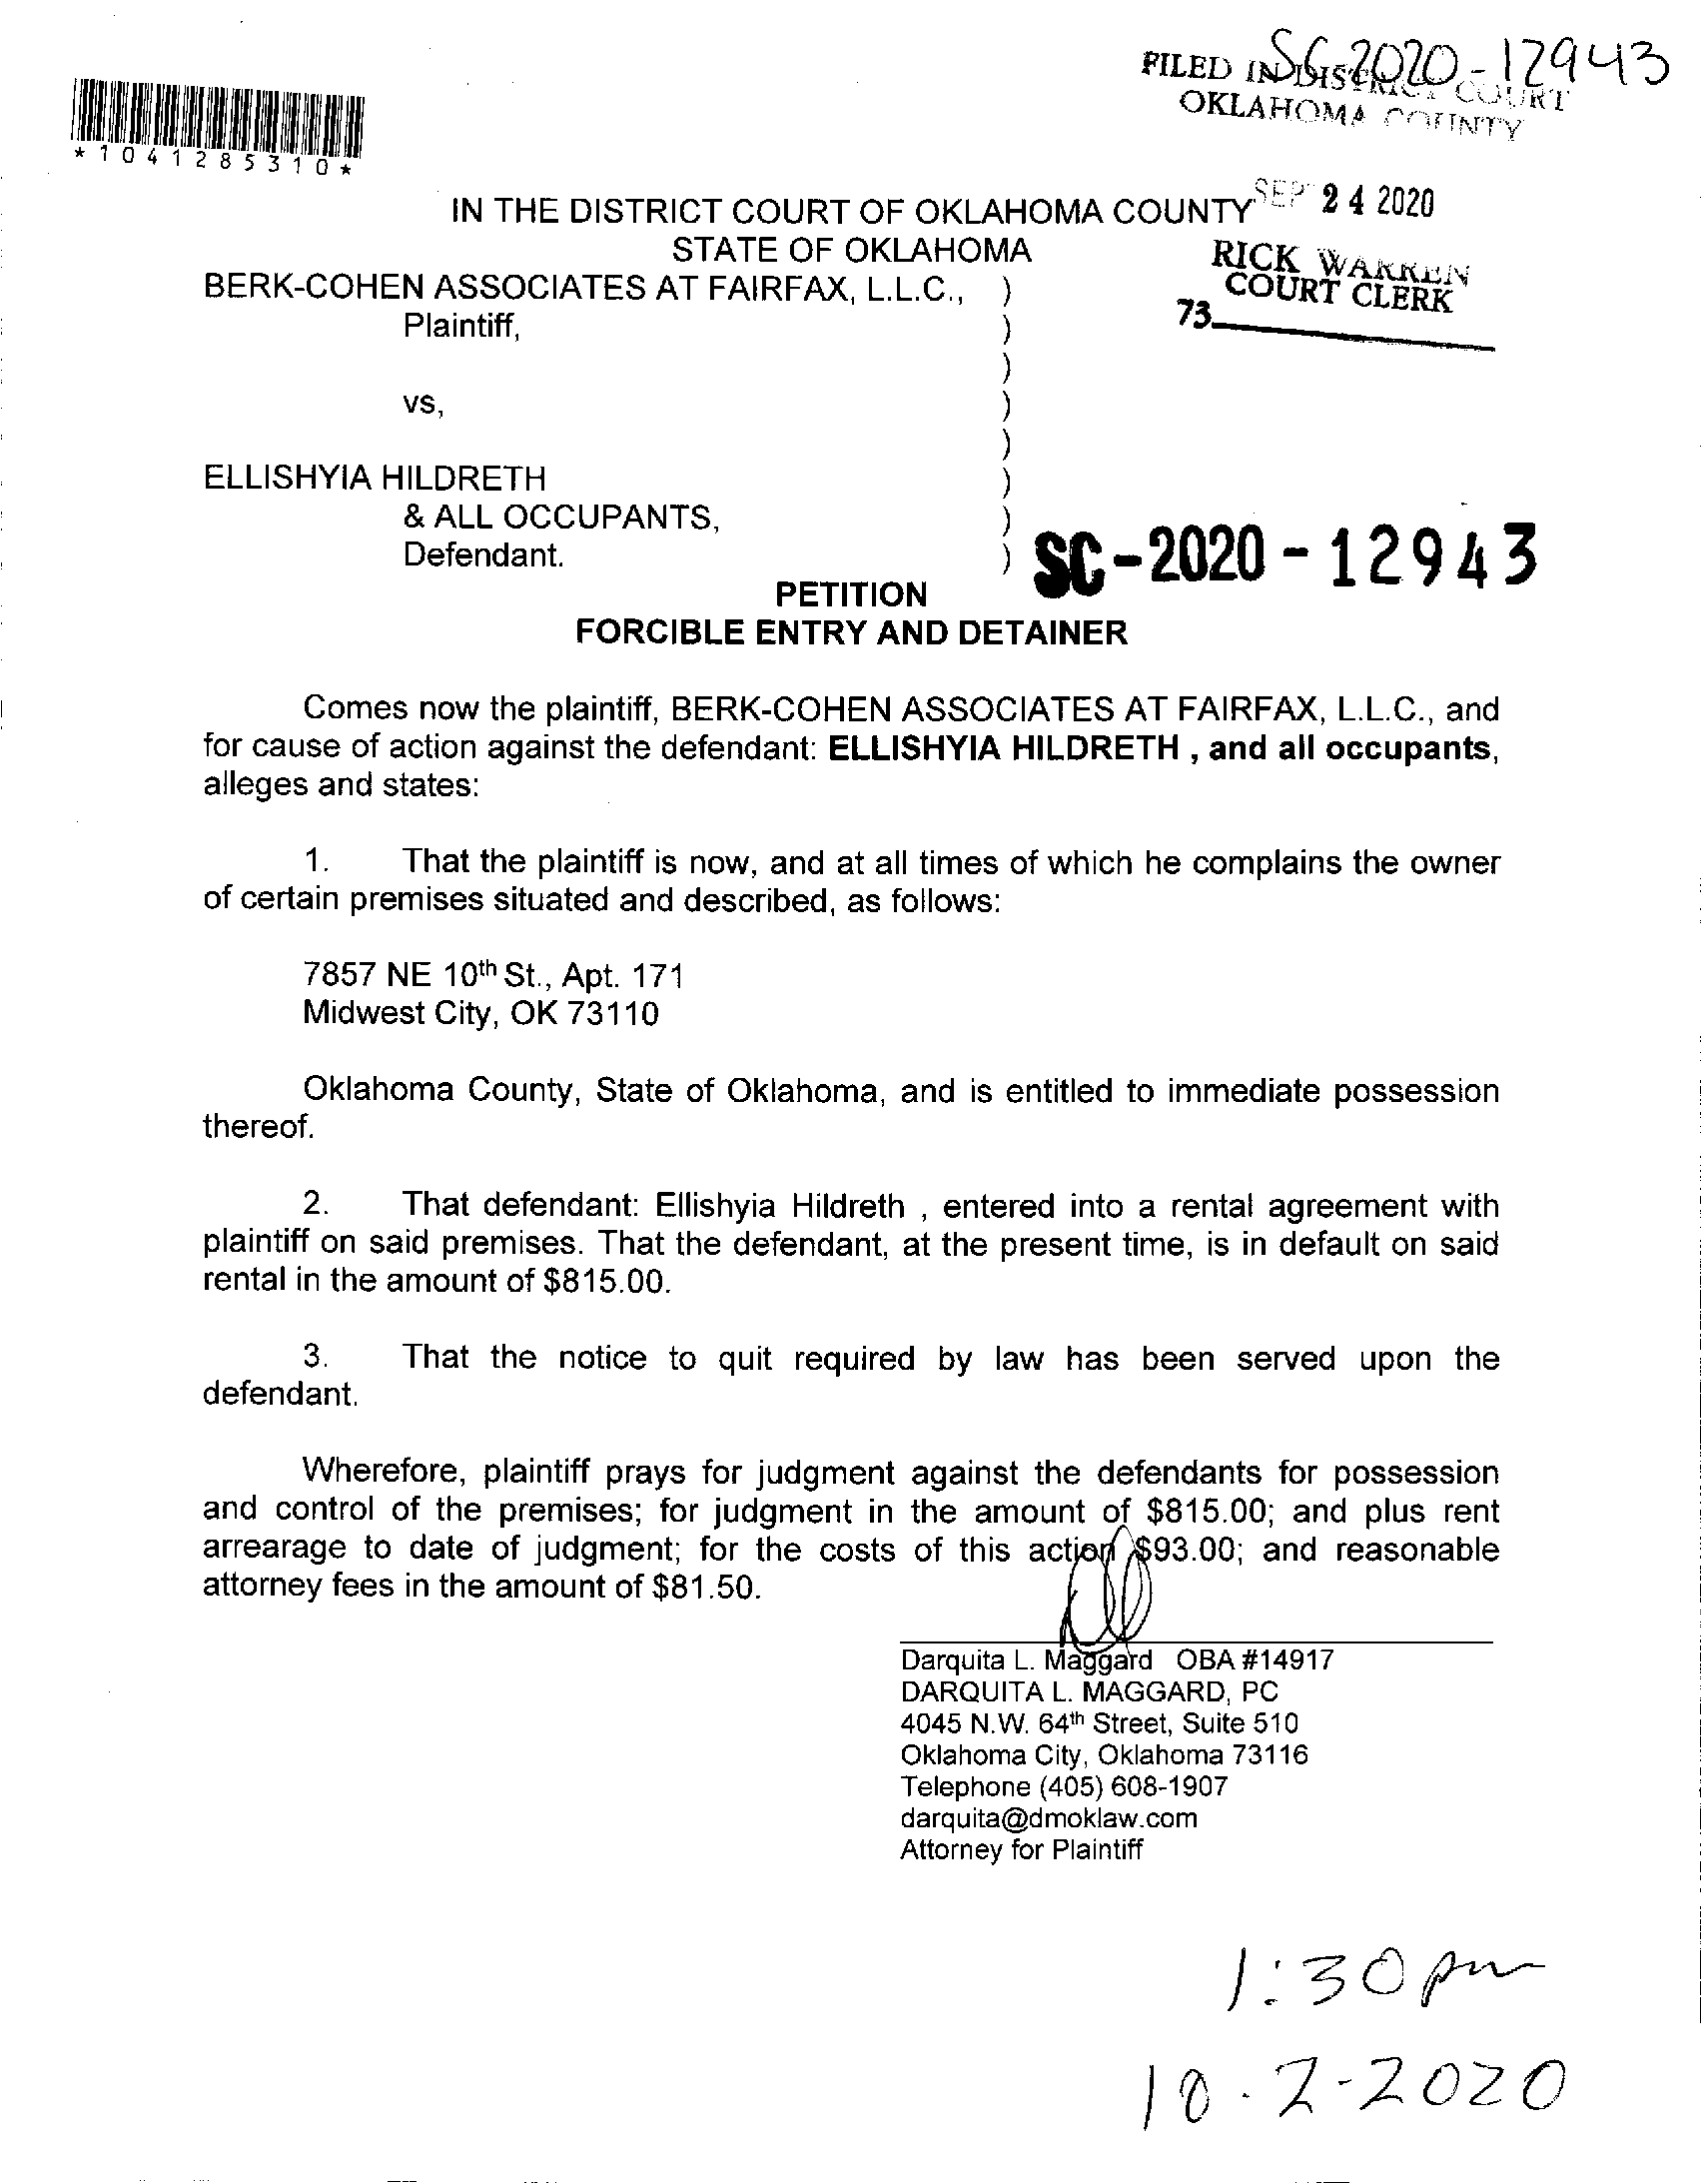 SC-2020-12943
FILED IN DISTRICT COURT
OKLAHOMA COUNTY
*1041285310*
SEP 24 2020
IN THE DISTRICT COURT OF OKLAHOMA COUNTY
STATE OF OKLAHOMA
RICK WARREN
COURT CLERK
73
BERK-COHEN ASSOCIATES AT FAIRFAX, L.L.C., )
Plaintiff, )
)
vs, )
)
ELLISHYIA HILDRETH )
& ALL OCCUPANTS, )
Defendant. )
SC-2020-12943
PETITION
FORCIBLE ENTRY AND DETAINER
Comes now the plaintiff, BERK-COHEN ASSOCIATES AT FAIRFAX, L.L.C., and
for cause of action against the defendant: ELLISHYIA HILDRETH , and all occupants,
alleges and states:
1. That the plaintiff is now, and at all times of which he complains the owner
of certain premises situated and described, as follows:
7857 NE 10th St., Apt. 171
Midwest City, OK 73110
Oklahoma County, State of Oklahoma, and is entitled to immediate possession
thereof.
2. That defendant: Ellishyia Hildreth , entered into a rental agreement with
plaintiff on said premises. That the defendant, at the present time, is in default on said
rental in the amount of $815.00.
3. That the notice to quit required by law has been served upon the
defendant.
Wherefore, plaintiff prays for judgment against the defendants for possession
and control of the premises; for judgment in the amount of $815.00; and plus rent
arrearage to date of judgment; for the costs of this action $93.00; and reasonable
attorney fees in the amount of $81.50.
Darquita L. Maggard OBA #14917
DARQUITA L. MAGGARD, PC
4045 N.W. 64th Street, Suite 510
Oklahoma City, Oklahoma 73116
Telephone (405) 608-1907
darquita@dmoklaw.com
Attorney for Plaintiff
1:30 pm
10-2-2020